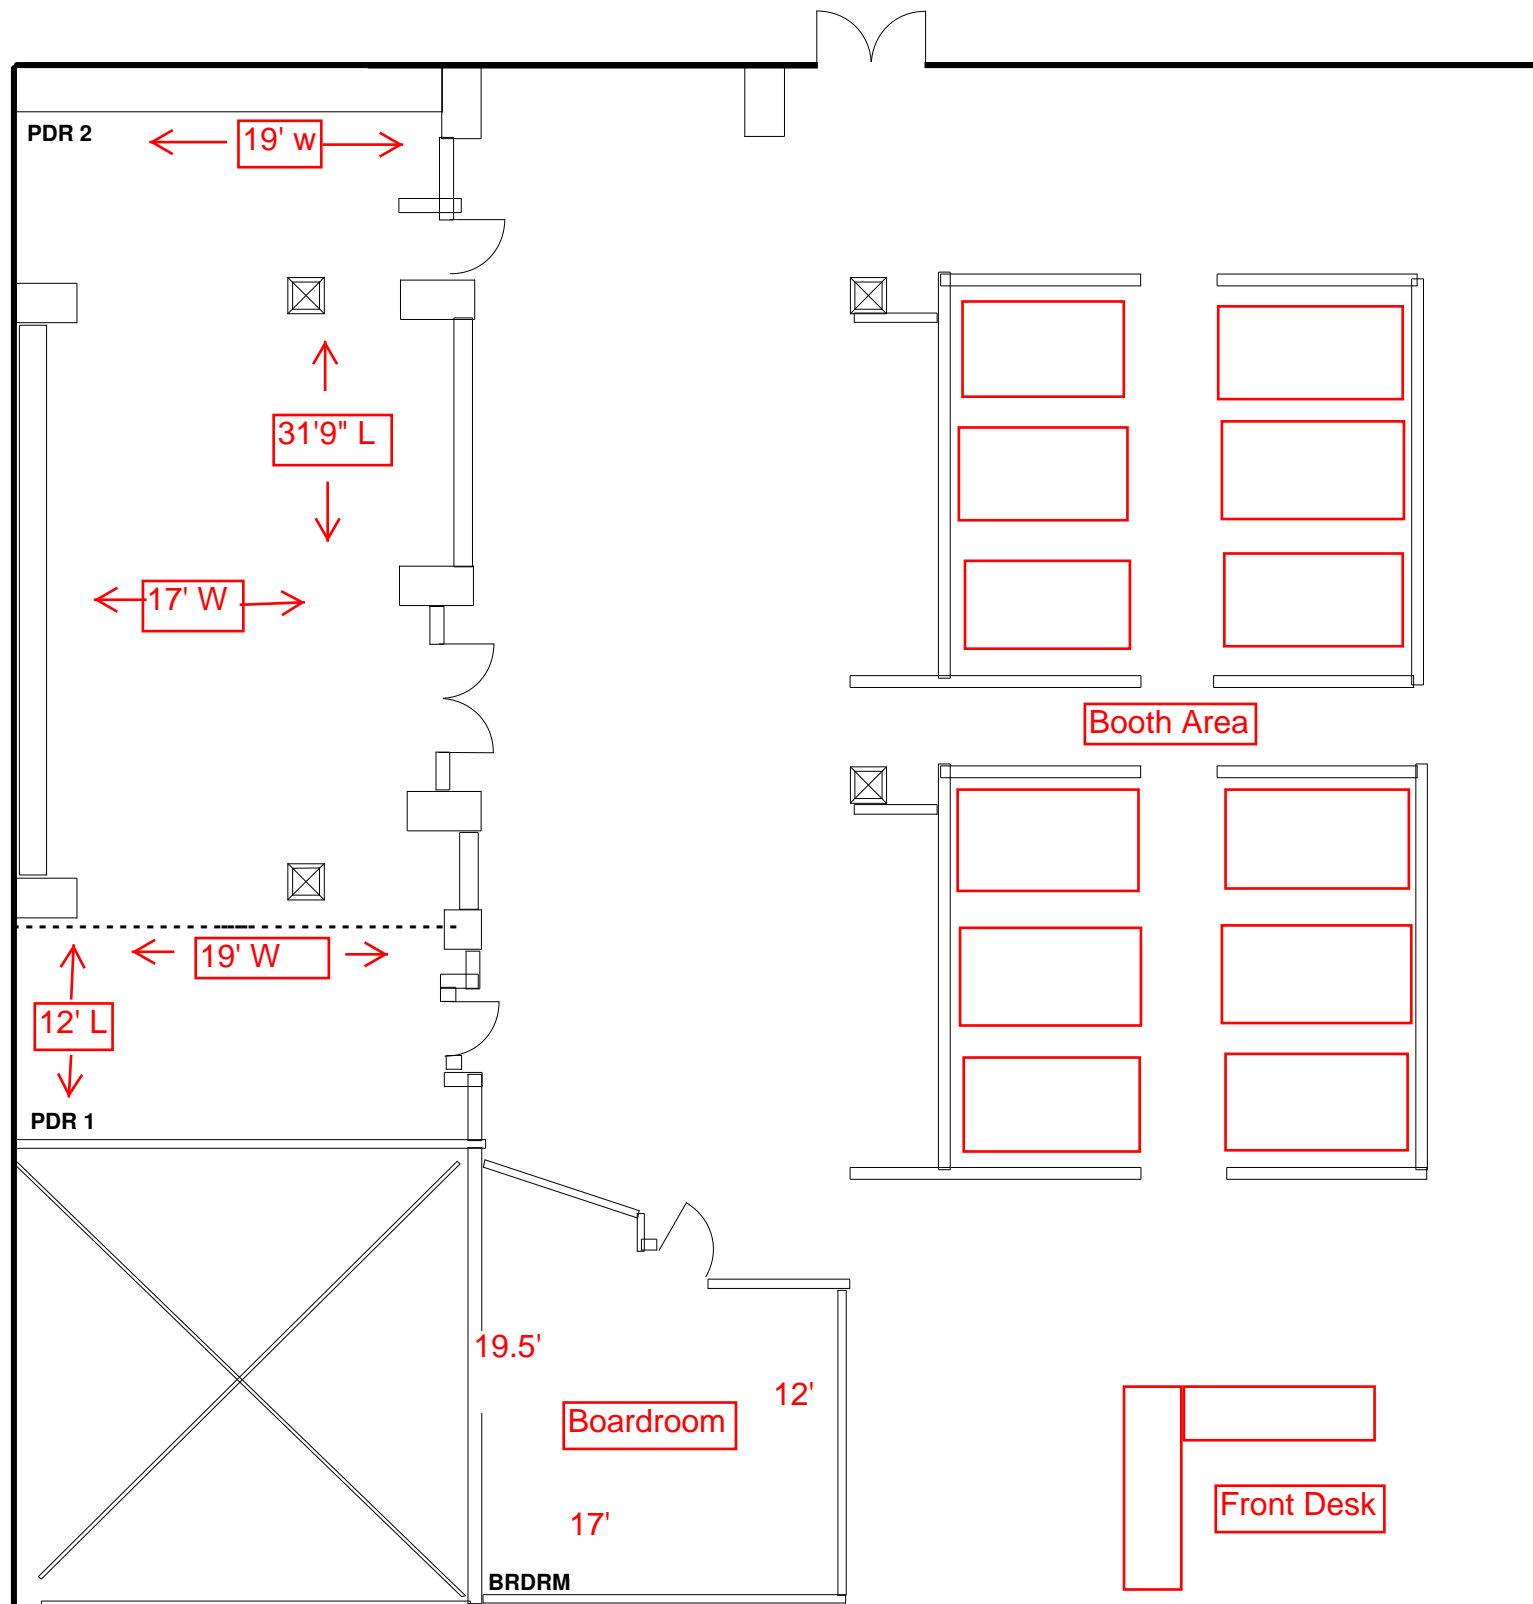 PDR 2
19' w
31'9" L
17' W
Booth Area
19' W
12' L
PDR 1
19.5'
12'
Boardroom
Front Desk
17'
BRDRM